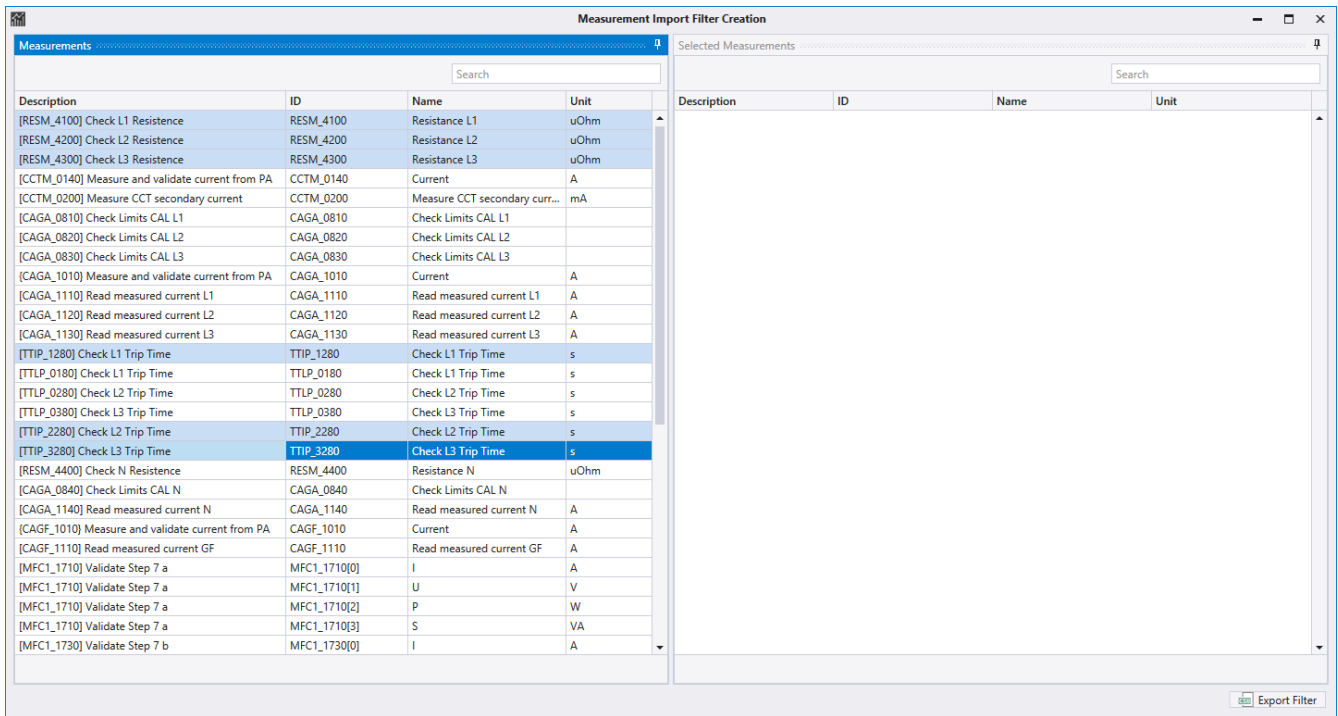 Measurement Import Filter Creation
Measurements
Search
Description ID Name Unit
[RESM_4100] Check L1 Resistence RESM_4100 Resistance L1 uOhm
[RESM_4200] Check L2 Resistence RESM_4200 Resistance L2 uOhm
[RESM_4300] Check L3 Resistence RESM_4300 Resistance L3 uOhm
[CCTM_0140] Measure and validate current from PA CCTM_0140 Current A
[CCTM_0200] Measure CCT secondary current CCTM_0200 Measure CCT secondary curr... mA
[CAGA_0810] Check Limits CAL L1 CAGA_0810 Check Limits CAL L1
[CAGA_0820] Check Limits CAL L2 CAGA_0820 Check Limits CAL L2
[CAGA_0830] Check Limits CAL L3 CAGA_0830 Check Limits CAL L3
{CAGA_1010} Measure and validate current from PA CAGA_1010 Current A
[CAGA_1110] Read measured current L1 CAGA_1110 Read measured current L1 A
[CAGA_1120] Read measured current L2 CAGA_1120 Read measured current L2 A
[CAGA_1130] Read measured current L3 CAGA_1130 Read measured current L3 A
[TTIP_1280] Check L1 Trip Time TTIP_1280 Check L1 Trip Time s
[TTLP_0180] Check L1 Trip Time TTLP_0180 Check L1 Trip Time s
[TTLP_0280] Check L2 Trip Time TTLP_0280 Check L2 Trip Time s
[TTLP_0380] Check L3 Trip Time TTLP_0380 Check L3 Trip Time s
[TTIP_2280] Check L2 Trip Time TTIP_2280 Check L2 Trip Time s
[TTIP_3280] Check L3 Trip Time TTIP_3280 Check L3 Trip Time s
[RESM_4400] Check N Resistence RESM_4400 Resistance N uOhm
[CAGA_0840] Check Limits CAL N CAGA_0840 Check Limits CAL N
[CAGA_1140] Read measured current N CAGA_1140 Read measured current N A
{CAGF_1010} Measure and validate current from PA CAGF_1010 Current A
[CAGF_1110] Read measured current GF CAGF_1110 Read measured current GF A
[MFC1_1710] Validate Step 7 a MFC1_1710[0] I A
[MFC1_1710] Validate Step 7 a MFC1_1710[1] U V
[MFC1_1710] Validate Step 7 a MFC1_1710[2] P W
[MFC1_1710] Validate Step 7 a MFC1_1710[3] S VA
[MFC1_1730] Validate Step 7 b MFC1_1730[0] I A
Selected Measurements
Search
Description ID Name Unit
Export Filter